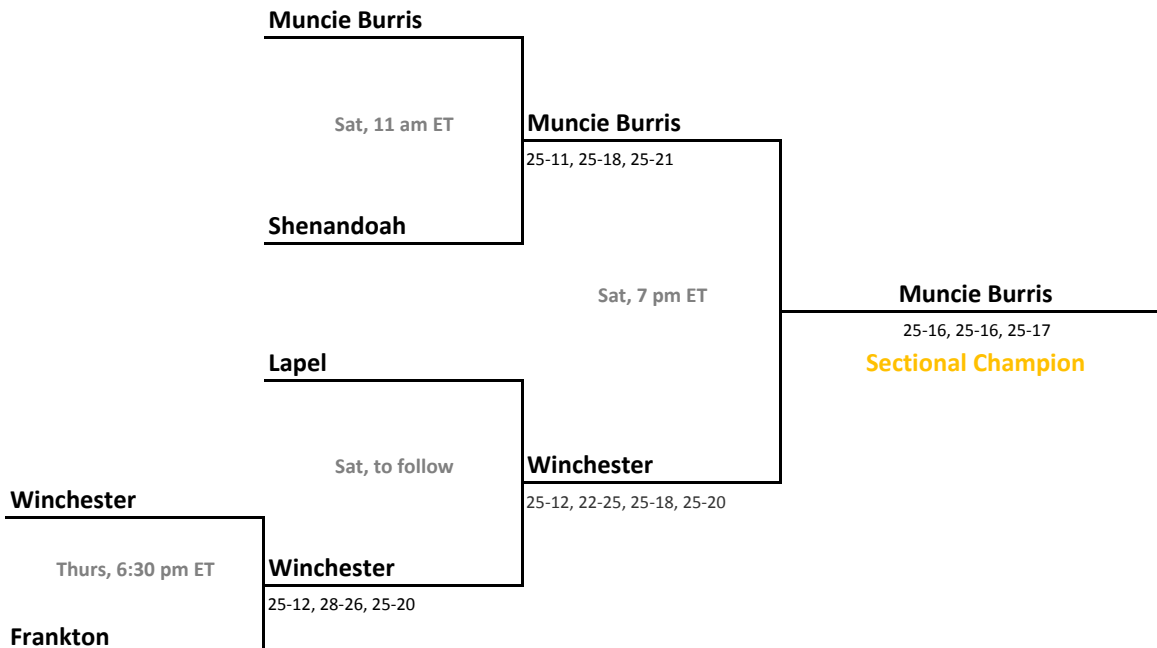 Muncie Burris
Sat, 11 am ET
Muncie Burris
25-11, 25-18, 25-21
Shenandoah
Sat, 7 pm ET
Muncie Burris
25-16, 25-16, 25-17
Lapel
Sectional Champion
Sat, to follow
Winchester
Winchester
25-12, 22-25, 25-18, 25-20
Thurs, 6:30 pm ET
Winchester
25-12, 28-26, 25-20
Frankton